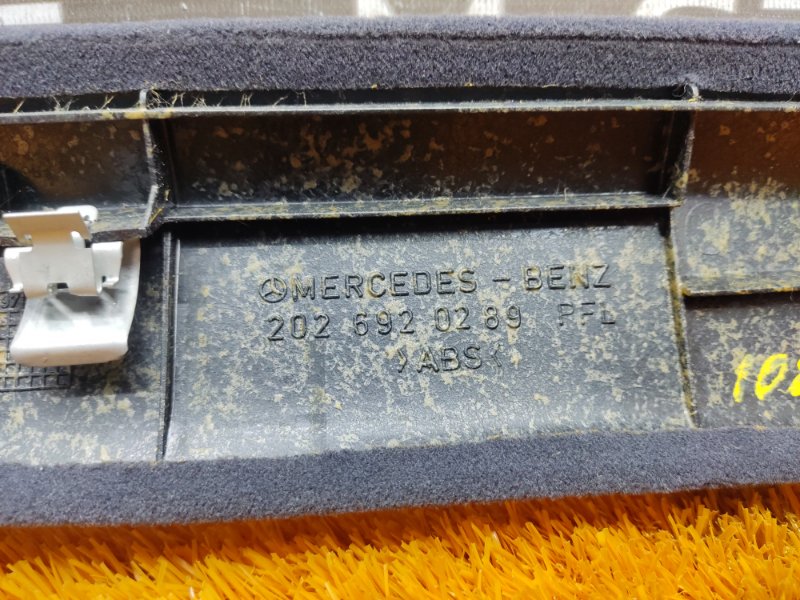 MERCEDES - BENZ
202 692 02 89 PFL
>ABS<